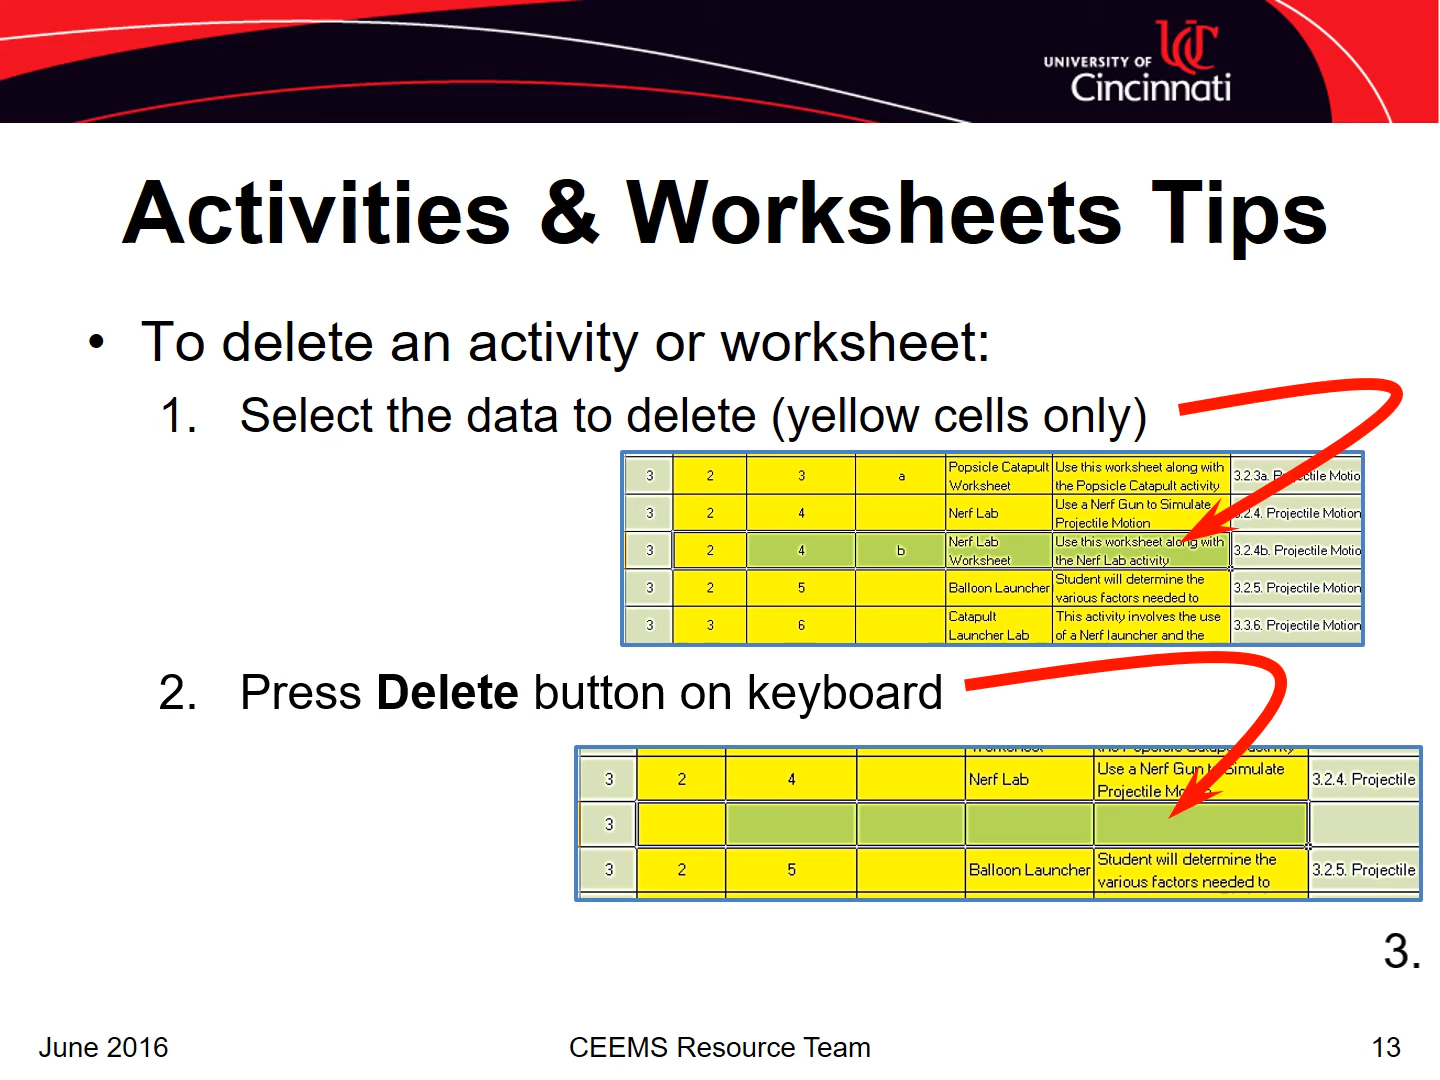 UNIVERSITY OF
Cincinnati
Activities & Worksheets Tips
• To delete an activity or worksheet:
1. Select the data to delete (yellow cells only)
3 2 3 a Popsicle Catapult Worksheet Use this worksheet along with the Popsicle Catapult activity 3.2.3a. Projectile Motio
3 2 4 Nerf Lab Use a Nerf Gun to Simulate Projectile Motion 3.2.4. Projectile Motion
3 2 4 b Nerf Lab Worksheet Use this worksheet along with the Nerf Lab activity 3.2.4b. Projectile Motio
3 2 5 Balloon Launcher Student will determine the various factors needed to 3.2.5. Projectile Motion
3 3 6 Catapult Launcher Lab This activity involves the use of a Nerf launcher and the 3.3.6. Projectile Motion
2. Press Delete button on keyboard
3 2 4 Nerf Lab Use a Nerf Gun to Simulate Projectile Motion 3.2.4. Projectile
3
3 2 5 Balloon Launcher Student will determine the various factors needed to 3.2.5. Projectile
3.
June 2016
CEEMS Resource Team
13